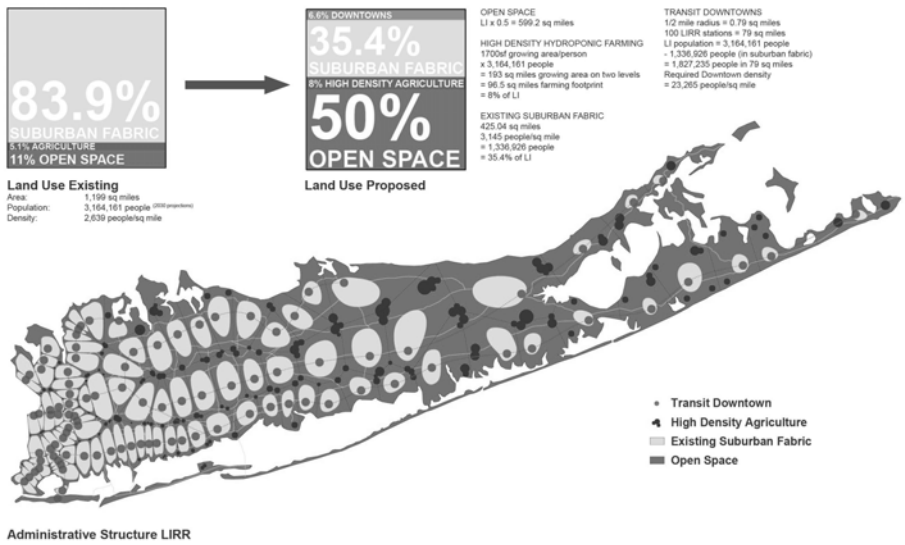 83.9%
SUBURBAN FABRIC
5.1% AGRICULTURE
11% OPEN SPACE
Land Use Existing
Area: 1,199 sq miles
Population: 3,164,161 people (2030 projections)
Density: 2,639 people/sq mile
6.6% DOWNTOWNS
35.4%
SUBURBAN FABRIC
8% HIGH DENSITY AGRICULTURE
50%
OPEN SPACE
Land Use Proposed
OPEN SPACE
LI x 0.5 = 599.2 sq miles
HIGH DENSITY HYDROPONIC FARMING
1700sf growing area/person
x 3,164,161 people
= 193 sq miles growing area on two levels
= 96.5 sq miles farming footprint
= 8% of LI
EXISTING SUBURBAN FABRIC
425.04 sq miles
3,145 people/sq mile
= 1,336,926 people
= 35.4% of LI
TRANSIT DOWNTOWNS
1/2 mile radius = 0.79 sq miles
100 LIRR stations = 79 sq miles
LI population = 3,164,161 people
- 1,336,926 people (in suburban fabric)
= 1,827,235 people in 79 sq miles
Required Downtown density
= 23,265 people/sq mile
Transit Downtown
High Density Agriculture
Existing Suburban Fabric
Open Space
Administrative Structure LIRR